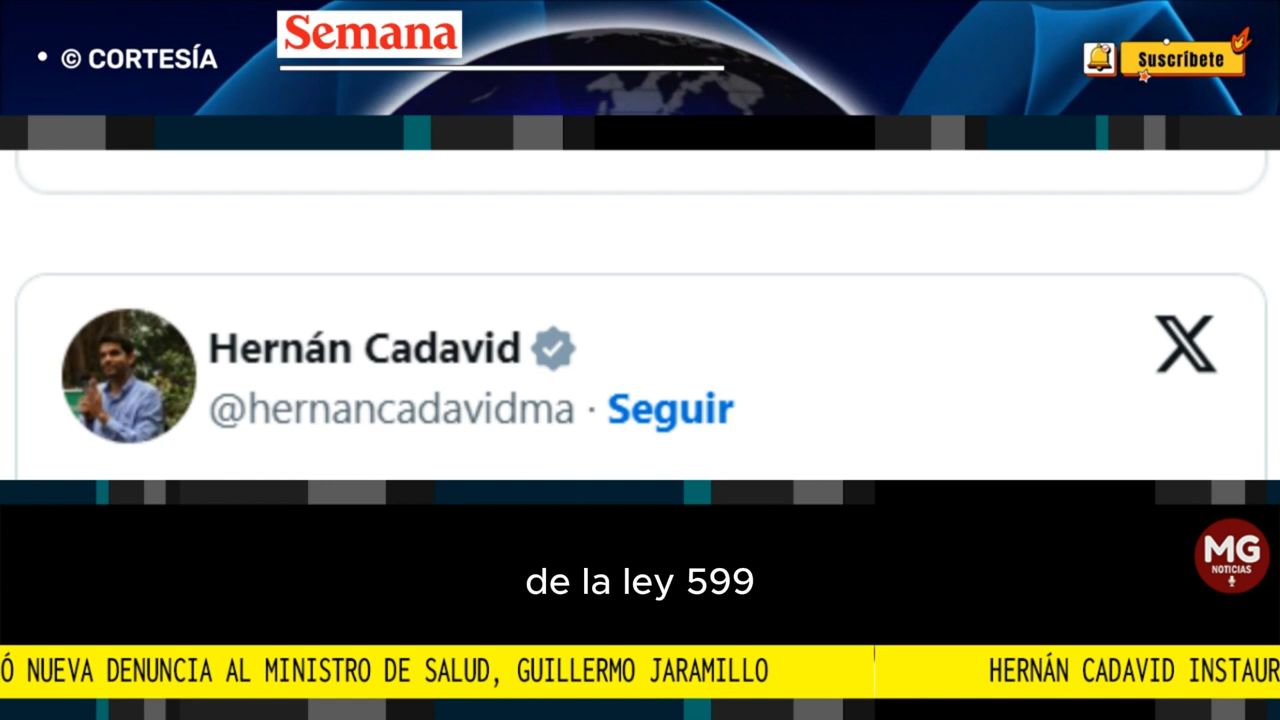 • © CORTESÍA
Semana
Suscríbete
Hernán Cadavid
@hernancadavidma · Seguir
X
de la ley 599
MG
NOTICIAS
Ó NUEVA DENUNCIA AL MINISTRO DE SALUD, GUILLERMO JARAMILLO
HERNÁN CADAVID INSTAUR